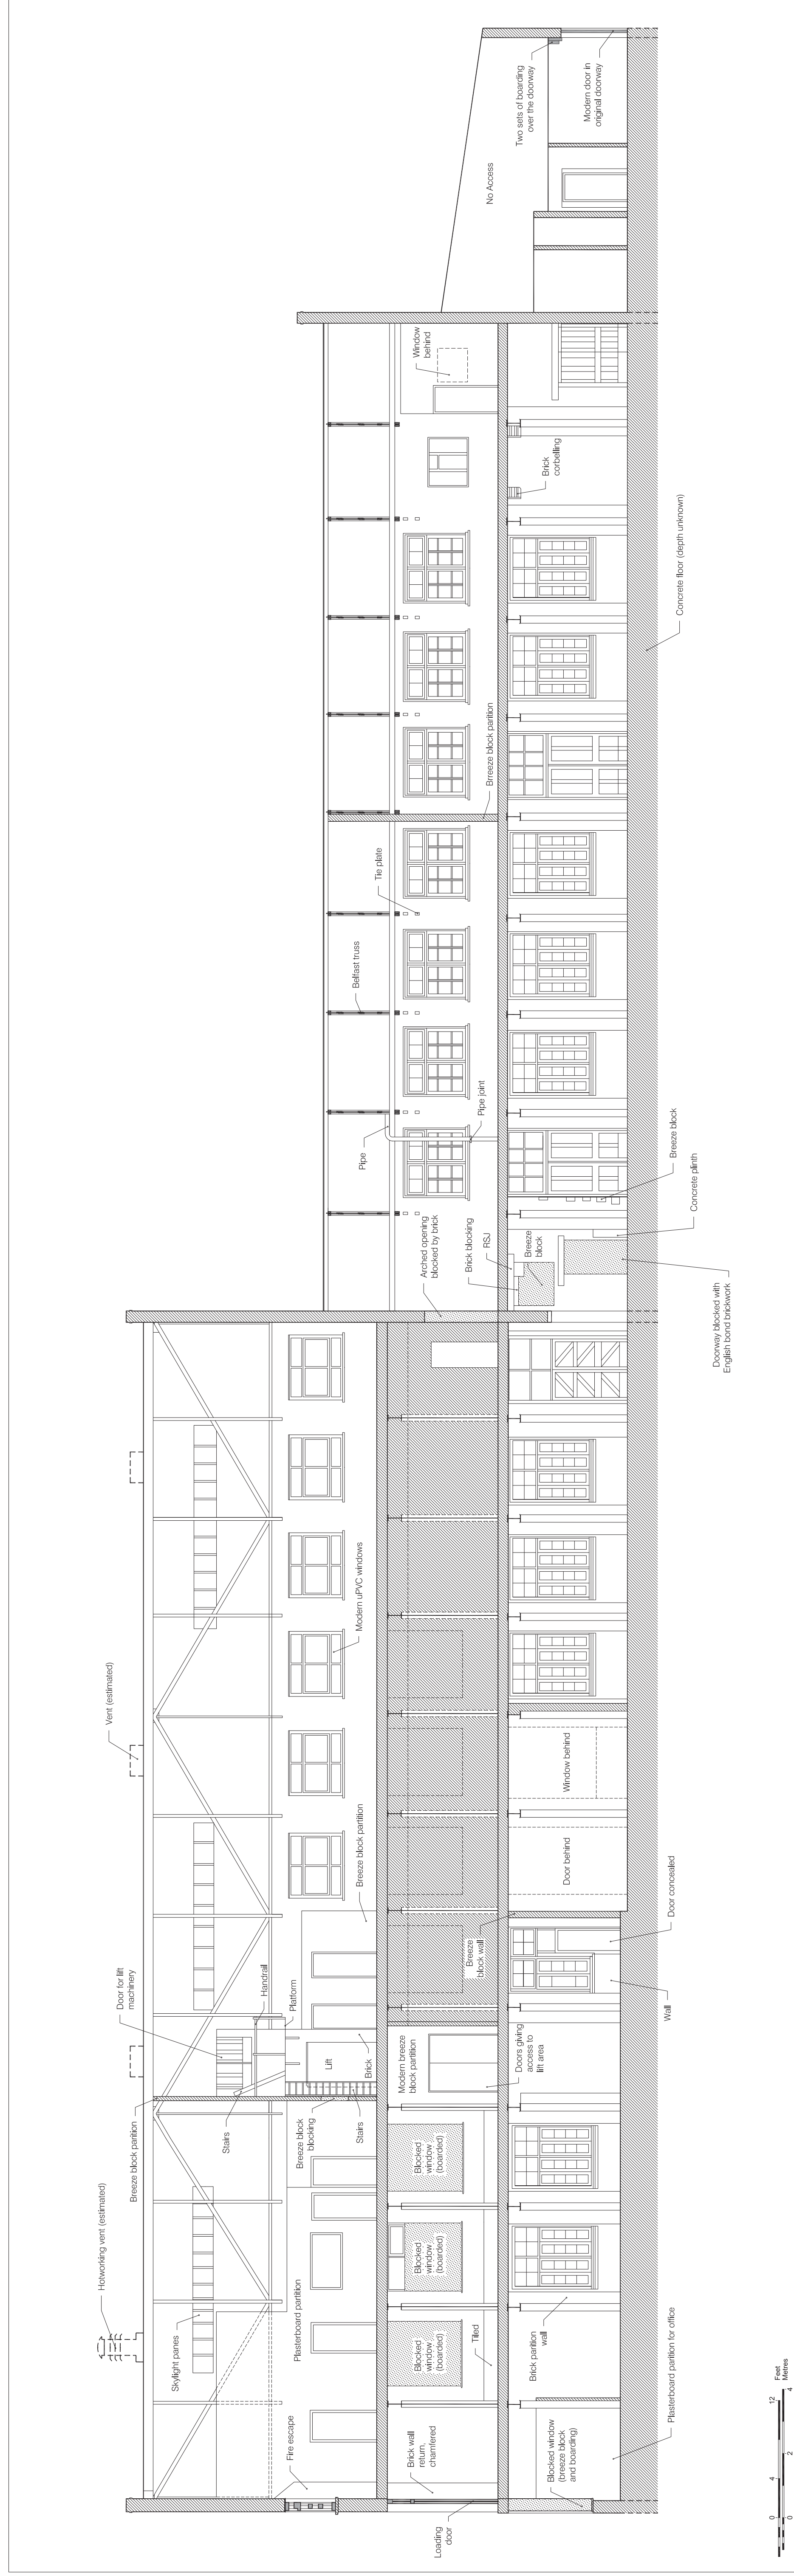 Hotworking vent (estimated)
Vent (estimated)
Breeze block parition
Door for lift
machinery
Skylight panes
Stairs
Handrail
Platform
Fire escape
Plasterboard partition
Breeze block
blocking
Lift
Stairs
Brick
Breeze block partition
Modern uPVC windows
Loading
door
Brick wall
return,
chamfered
Blocked
window
(boarded)
Blocked
window
(boarded)
Blocked
window
(boarded)
Tiled
Modern breeze
block partition
Doors giving
access to
lift area
Breeze
block wall
Blocked window
(breeze block
and boarding)
Brick parition
wall
Plasterboard parition for office
Wall
Door concealed
Door behind
Window behind
Pipe
Belfast truss
Tie plate
Arched opening
blocked by brick
Brick blocking
RSJ
Pipe joint
Breeze
block
Brreeze block parition
Window
behind
Brick
corbelling
Breeze block
Concrete plinth
Doorway blocked with
English bond brickwork
Concrete floor (depth unknown)
No Access
Two sets of boarding
over the doorway
Modern door in
original doorway
0 4 12 Feet
0 2 4 Metres